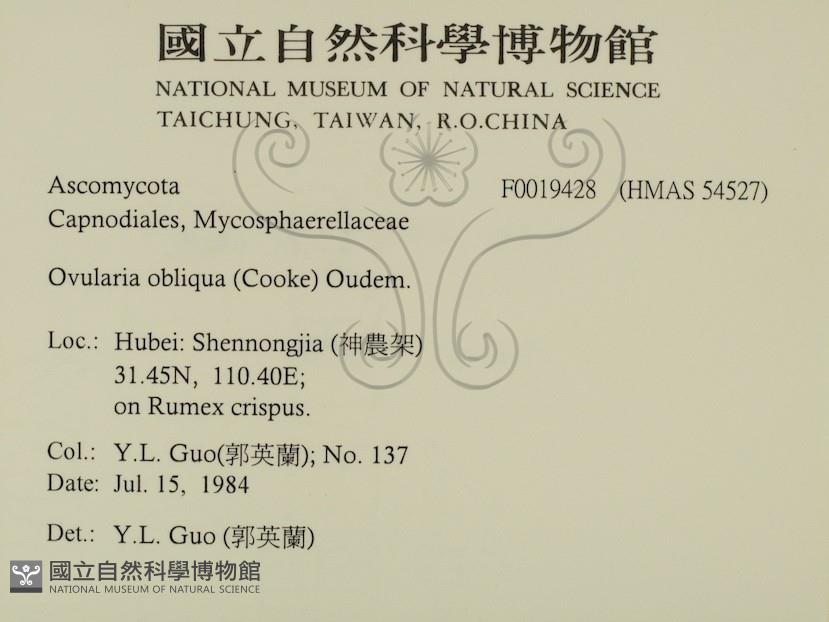 國立自然科學博物館
NATIONAL MUSEUM OF NATURAL SCIENCE
TAICHUNG, TAIWAN, R.O.CHINA
Ascomycota F0019428 (HMAS 54527)
Capnodiales, Mycosphaerellaceae
Ovularia obliqua (Cooke) Oudem.
Loc.: Hubei: Shennongjia (神農架)
31.45N, 110.40E;
on Rumex crispus.
Col.: Y.L. Guo(郭英蘭); No. 137
Date: Jul. 15, 1984
Det.: Y.L. Guo (郭英蘭)
國立自然科學博物館
NATIONAL MUSEUM OF NATURAL SCIENCE